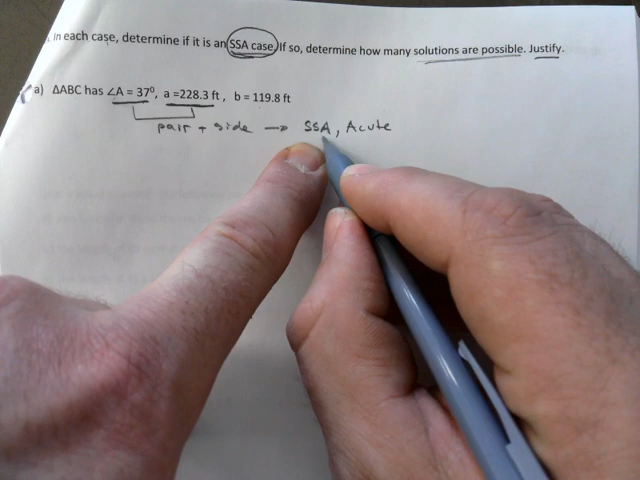 In each case, determine if it is an SSA case. If so, determine how many solutions are possible. Justify.
a) ΔABC has ∠A = 37⁰, a =228.3 ft , b = 119.8 ft
pair + side → SSA, Acute